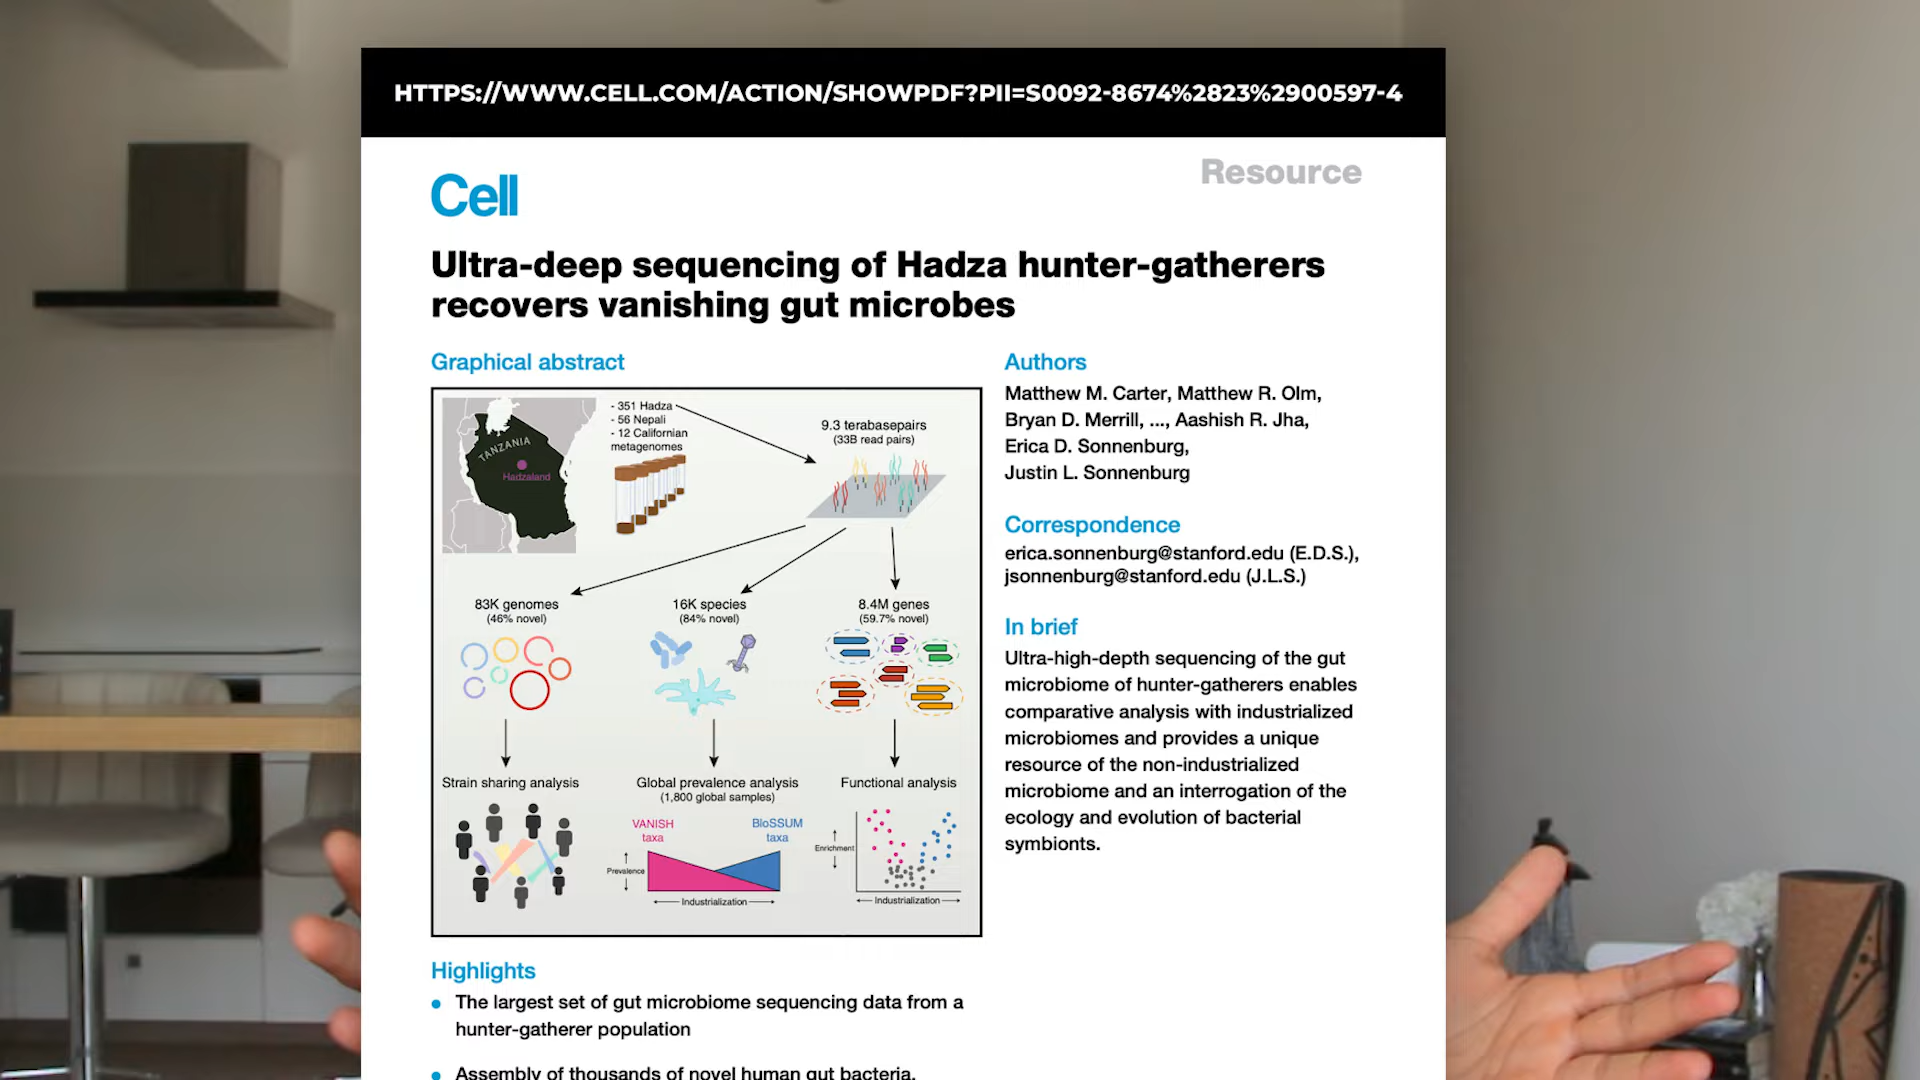 HTTPS://WWW.CELL.COM/ACTION/SHOWPDF?PII=S0092-8674%2823%2900597-4
Cell
Resource
Ultra-deep sequencing of Hadza hunter-gatherers
recovers vanishing gut microbes
Graphical abstract
TANZANIA
Hadzaland
- 351 Hadza
- 56 Nepali
- 12 Californian
metagenomes
9.3 terabasepairs
(33B read pairs)
83K genomes
(46% novel)
16K species
(84% novel)
8.4M genes
(59.7% novel)
Strain sharing analysis
Global prevalence analysis
(1,800 global samples)
VANISH
taxa
BloSSUM
taxa
Prevalence
Industrialization
Functional analysis
Enrichment
Industrialization
Authors
Matthew M. Carter, Matthew R. Olm,
Bryan D. Merrill, ..., Aashish R. Jha,
Erica D. Sonnenburg,
Justin L. Sonnenburg
Correspondence
erica.sonnenburg@stanford.edu (E.D.S.),
jsonnenburg@stanford.edu (J.L.S.)
In brief
Ultra-high-depth sequencing of the gut
microbiome of hunter-gatherers enables
comparative analysis with industrialized
microbiomes and provides a unique
resource of the non-industrialized
microbiome and an interrogation of the
ecology and evolution of bacterial
symbionts.
Highlights
The largest set of gut microbiome sequencing data from a
hunter-gatherer population
Assembly of thousands of novel human gut bacteria,